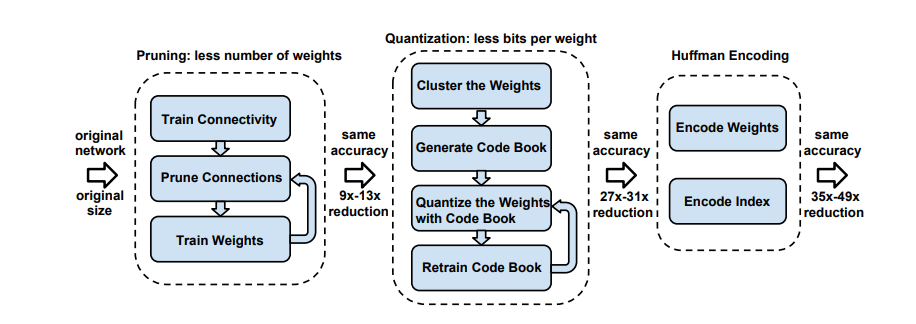 Pruning: less number of weights
Train Connectivity
Prune Connections
Train Weights
original
network
original
size
same
accuracy
9x-13x
reduction
Quantization: less bits per weight
Cluster the Weights
Generate Code Book
Quantize the Weights
with Code Book
Retrain Code Book
same
accuracy
27x-31x
reduction
Huffman Encoding
Encode Weights
Encode Index
same
accuracy
35x-49x
reduction